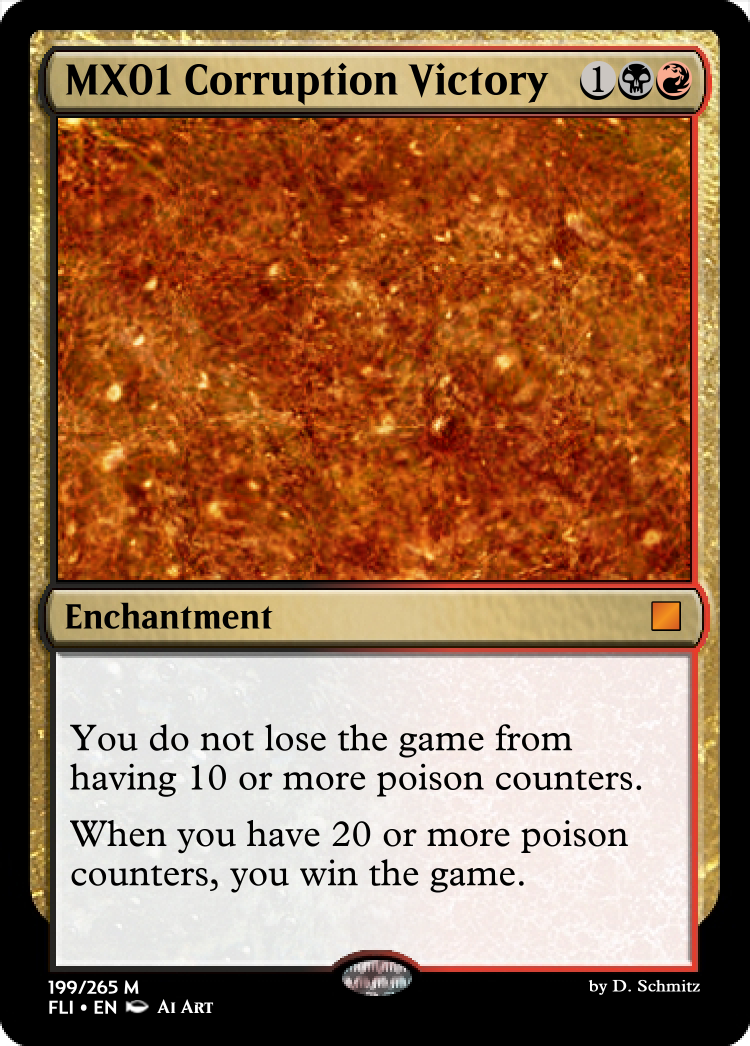 MX01 Corruption Victory 1
Enchantment
You do not lose the game from
having 10 or more poison counters.
When you have 20 or more poison
counters, you win the game.
199/265 M
by D. Schmitz
FLI • EN AI ART